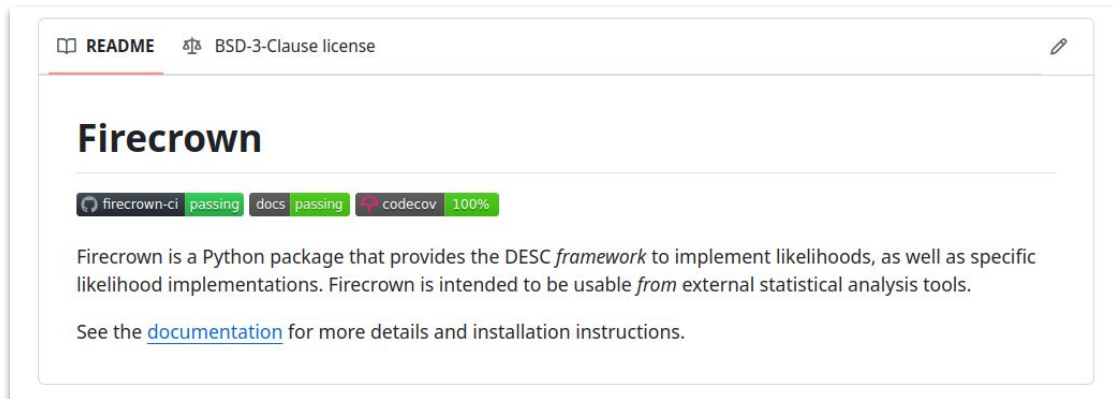 README BSD-3-Clause license
Firecrown
firecrown-ci passing docs passing codecov 100%
Firecrown is a Python package that provides the DESC framework to implement likelihoods, as well as specific
likelihood implementations. Firecrown is intended to be usable from external statistical analysis tools.
See the documentation for more details and installation instructions.